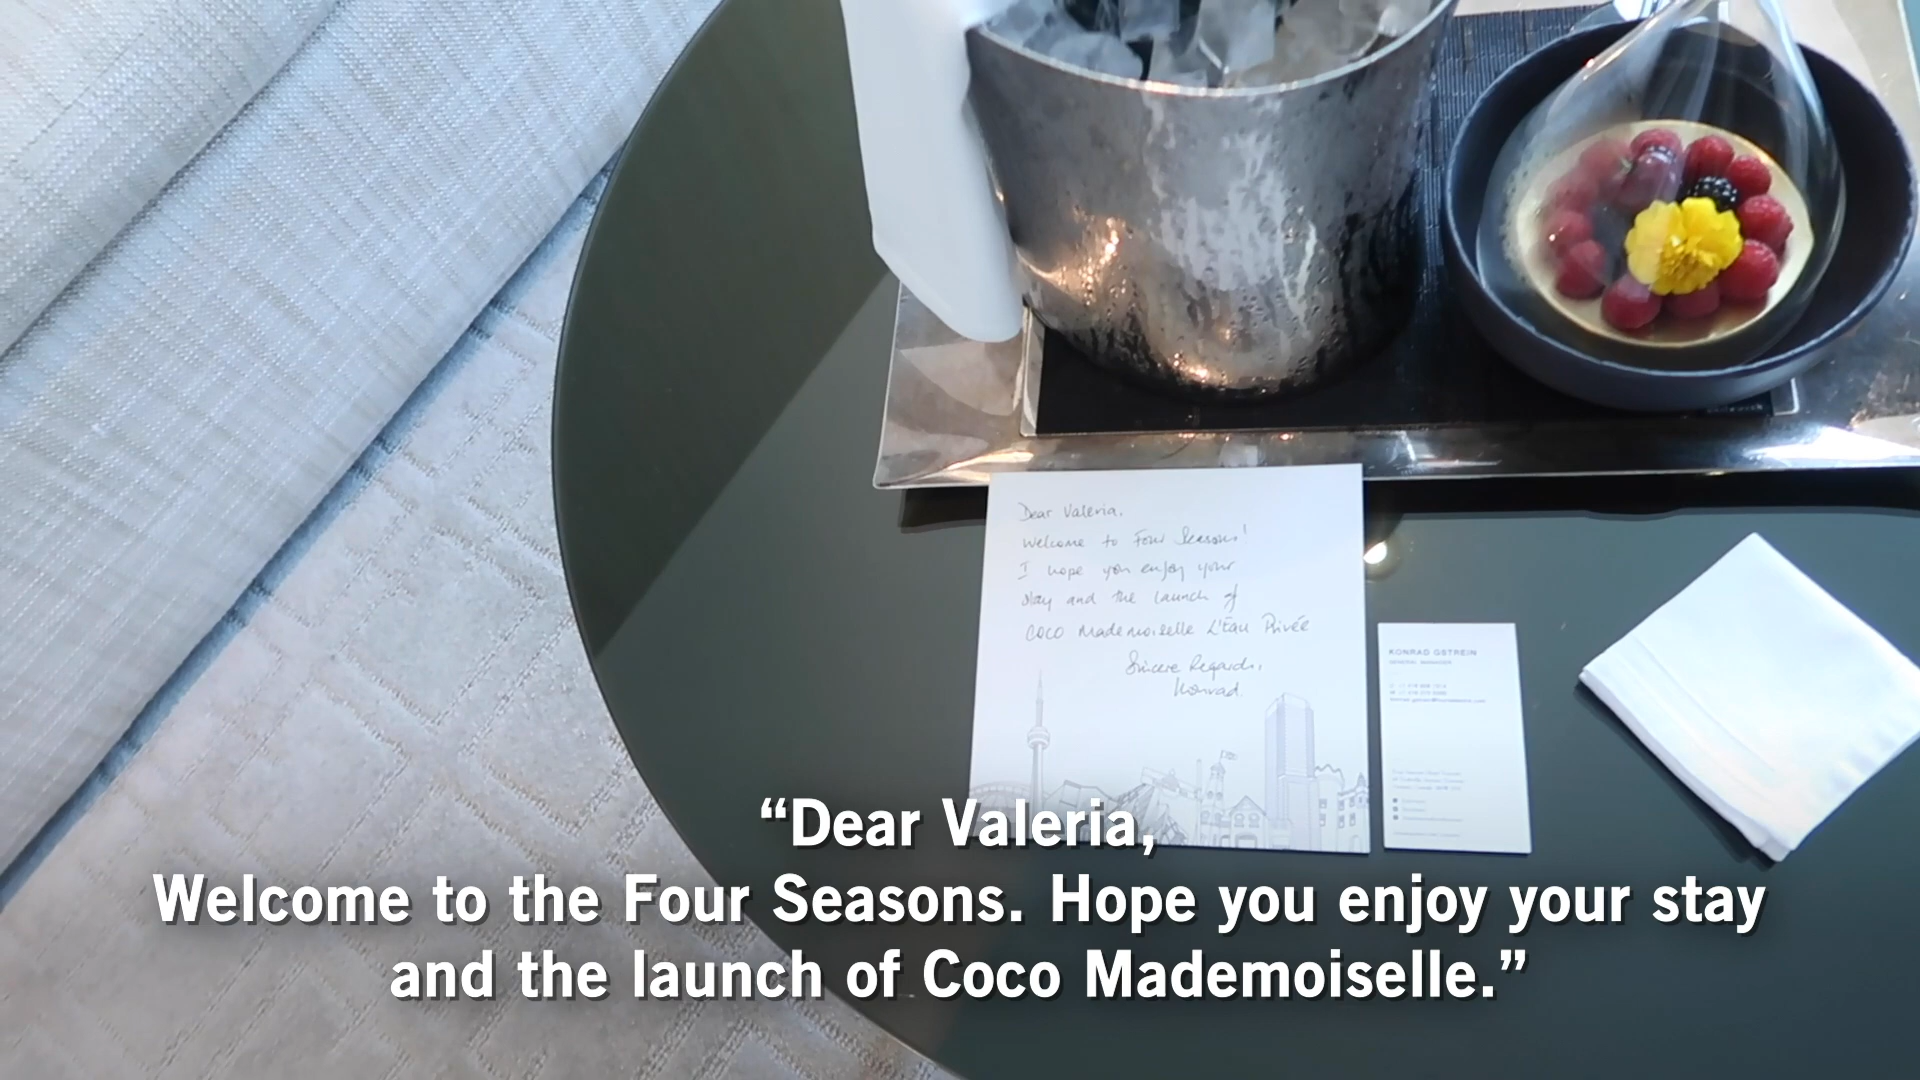 Dear Valeria,
Welcome to Four Seasons!
I hope you enjoy your
stay and the launch of
COCO Mademoiselle L'Eau Privée
Sincere Regards,
Konrad.
KONRAD GSTREIN
GENERAL MANAGER
“Dear Valeria,
Welcome to the Four Seasons. Hope you enjoy your stay
and the launch of Coco Mademoiselle.”